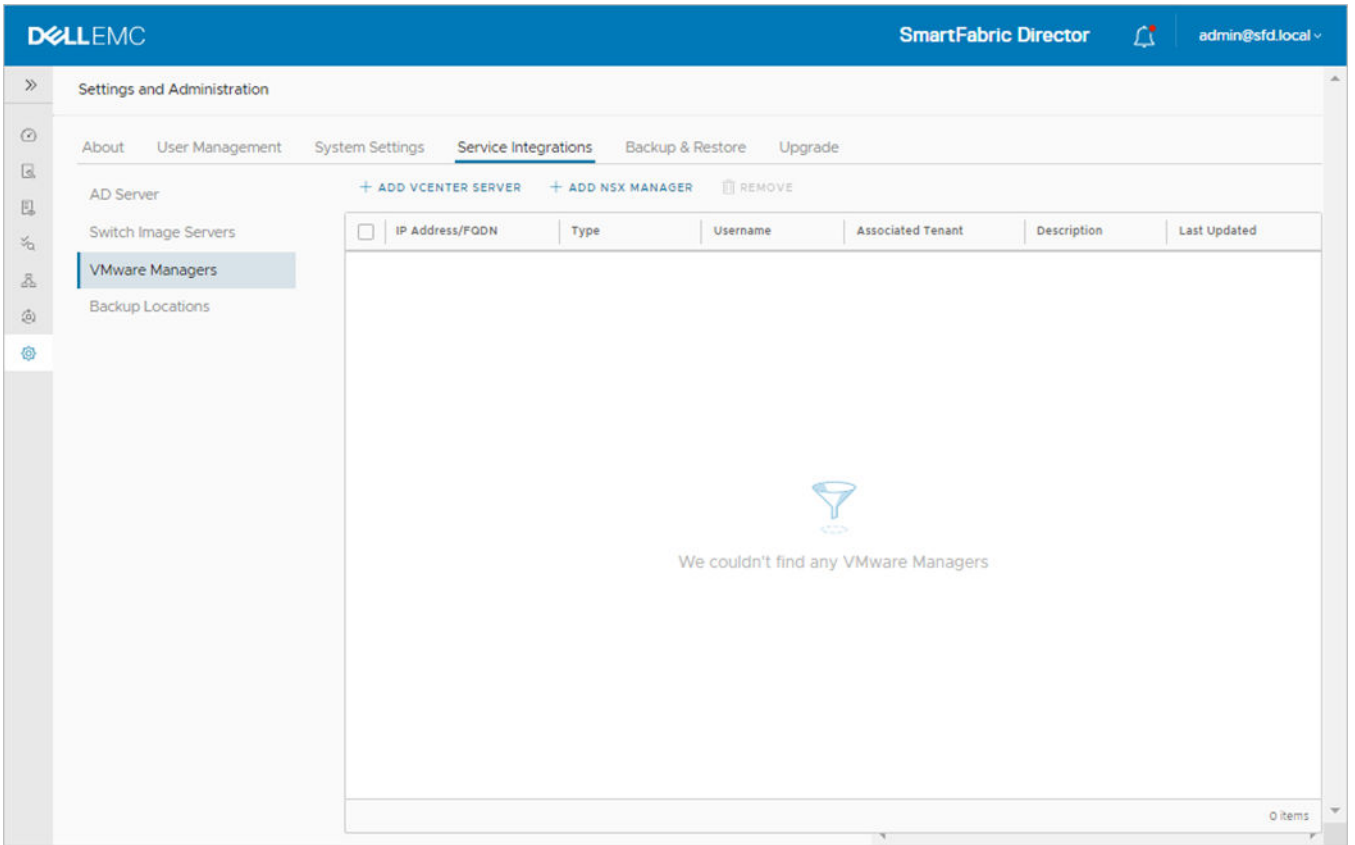 DELLEMC SmartFabric Director admin@sfd.local
Settings and Administration
About User Management System Settings Service Integrations Backup & Restore Upgrade
AD Server
Switch Image Servers
VMware Managers
Backup Locations
+ ADD VCENTER SERVER + ADD NSX MANAGER REMOVE
IP Address/FQDN Type Username Associated Tenant Description Last Updated
We couldn't find any VMware Managers
0 items